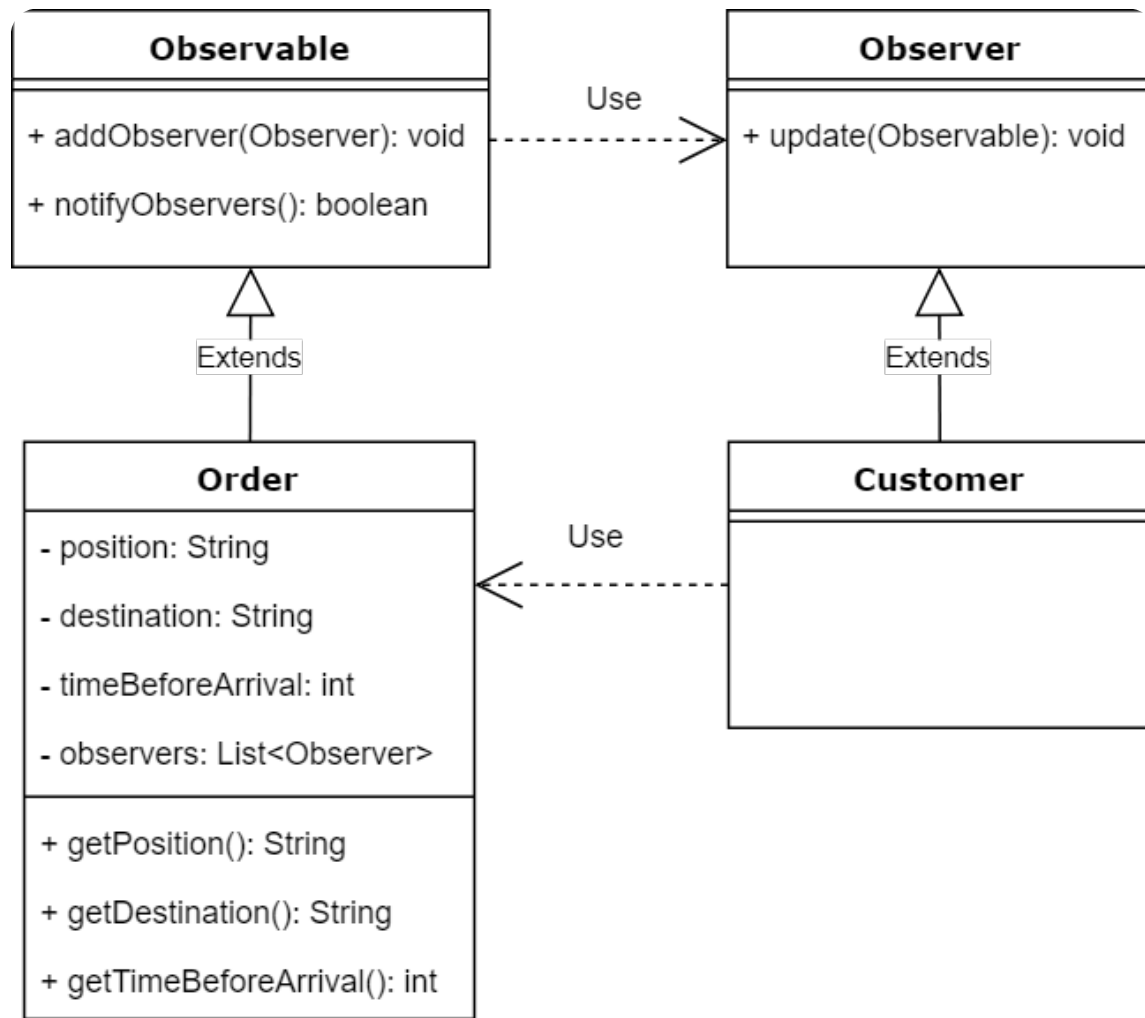 Observable
+ addObserver(Observer): void
+ notifyObservers(): boolean
Use
Observer
+ update(Observable): void
Extends
Extends
Order
- position: String
- destination: String
- timeBeforeArrival: int
- observers: List<Observer>
+ getPosition(): String
+ getDestination(): String
+ getTimeBeforeArrival(): int
Use
Customer